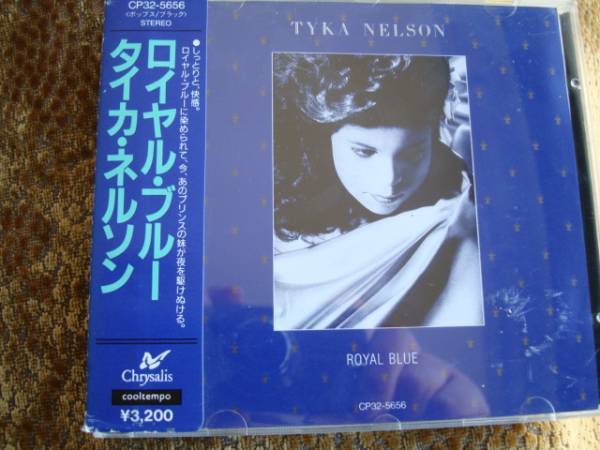 CP32-5656
<ポップス/ブラック>
STEREO
ロイヤル・ブルー
タイカ・ネルソン
●しっとりと、快感。
ロイヤル・ブルーに染められて、今、あのプリンスの妹が夜を駆けぬける。
Chrysalis
cooltempo
¥3,200
TYKA NELSON
ROYAL BLUE
CP32-5656